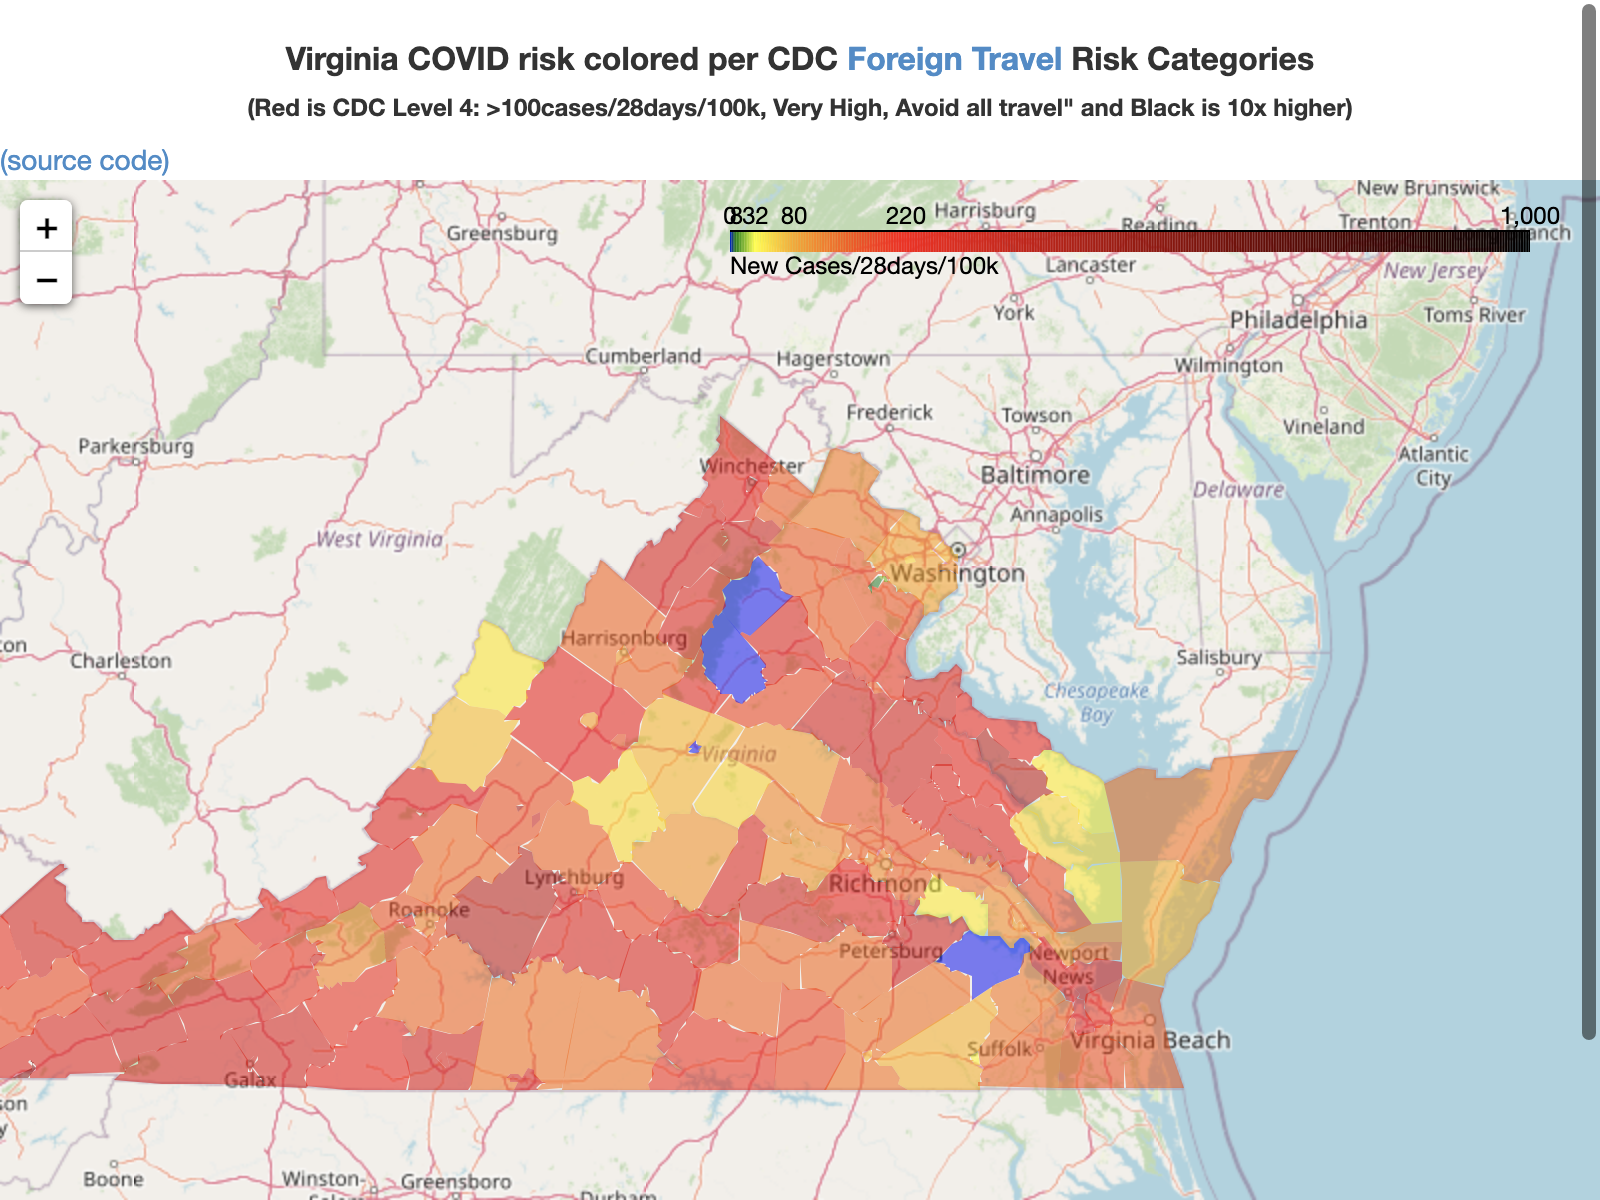 Virginia COVID risk colored per CDC Foreign Travel Risk Categories
(Red is CDC Level 4: >100cases/28days/100k, Very High, Avoid all travel" and Black is 10x higher)
(source code)
+
−
0 8 32 80 220 1,000
New Cases/28days/100k
New Brunswick
Harrisburg
Reading
Trenton
Long Branch
Greensburg
Lancaster
New Jersey
York
Philadelphia
Toms River
Cumberland
Hagerstown
Wilmington
Frederick
Towson
Vineland
Parkersburg
Winchester
Baltimore
Atlantic
City
Delaware
Annapolis
West Virginia
Washington
Harrisonburg
ton
Charleston
Salisbury
Chesapeake
Bay
Virginia
Lynchburg
Richmond
Roanoke
Petersburg
Newport
News
Suffolk
Virginia Beach
Galax
son
y
Boone
Winston-
Salem
Greensboro
Durham